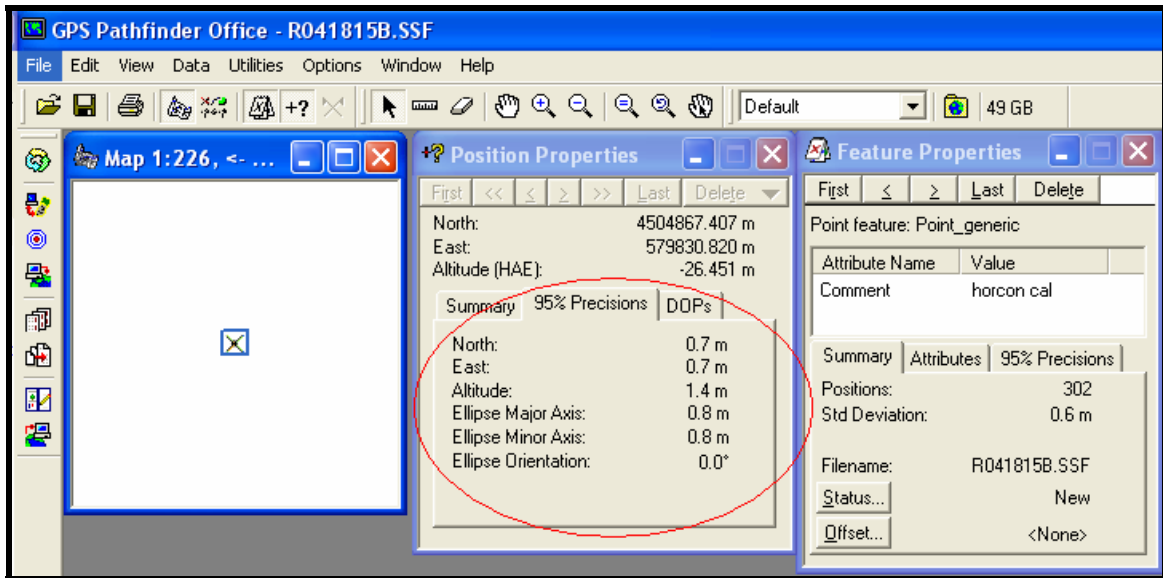 GPS Pathfinder Office - R041815B.SSF
File Edit View Data Utilities Options Window Help
+? Default 49 GB
Map 1:226, <- ...
Position Properties
First << < > >> Last Delete
North: 4504867.407 m
East: 579830.820 m
Altitude (HAE): -26.451 m
Summary 95% Precisions DOPs
North: 0.7 m
East: 0.7 m
Altitude: 1.4 m
Ellipse Major Axis: 0.8 m
Ellipse Minor Axis: 0.8 m
Ellipse Orientation: 0.0°
Feature Properties
First < > Last Delete
Point feature: Point_generic
Attribute Name Value
Comment horcon cal
Summary Attributes 95% Precisions
Positions: 302
Std Deviation: 0.6 m
Filename: R041815B.SSF
Status... New
Offset... <None>